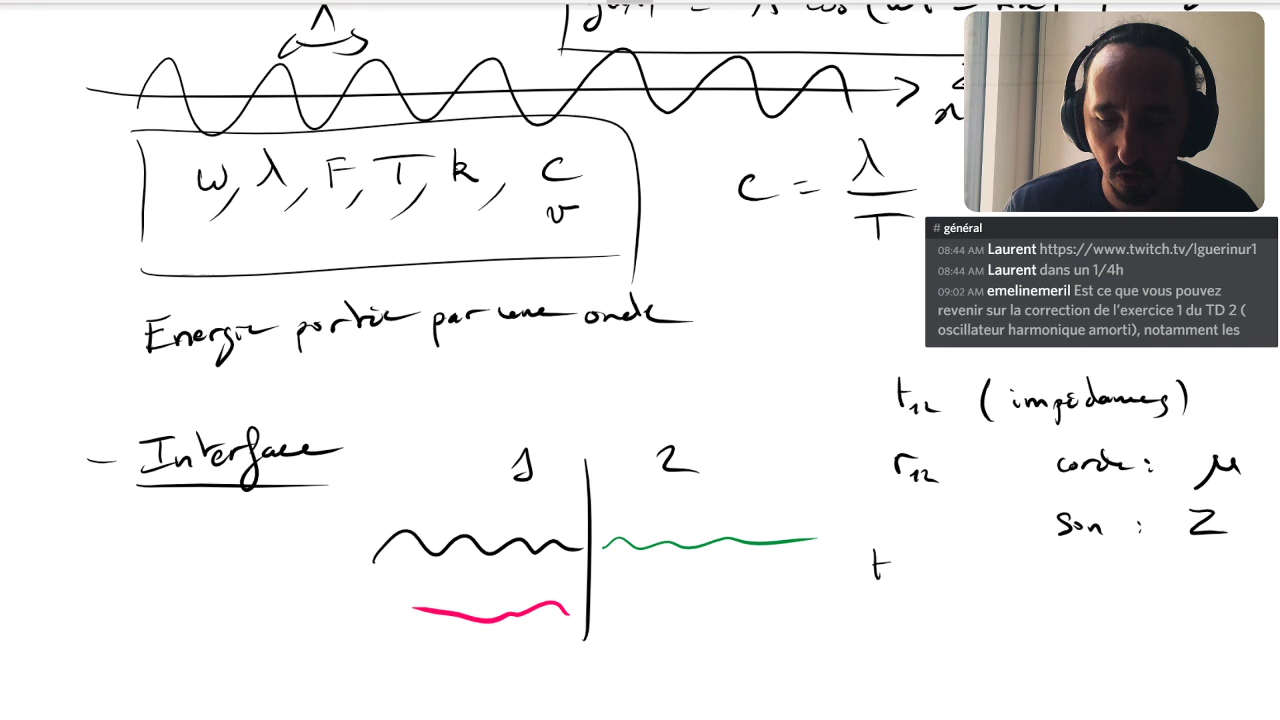 λ
ω, λ, F, T, k, c
v
c = λ / T
x
Energie portée par une onde
- Interface
1 2
t12 (impédances)
r12 corde : μ
son : Z
t
# général
08:44 AM Laurent https://www.twitch.tv/lguerinur1
08:44 AM Laurent dans un 1/4h
09:02 AM emelinemeril Est ce que vous pouvez
revenir sur la correction de l'exercice 1 du TD 2 (
oscillateur harmonique amorti), notamment les